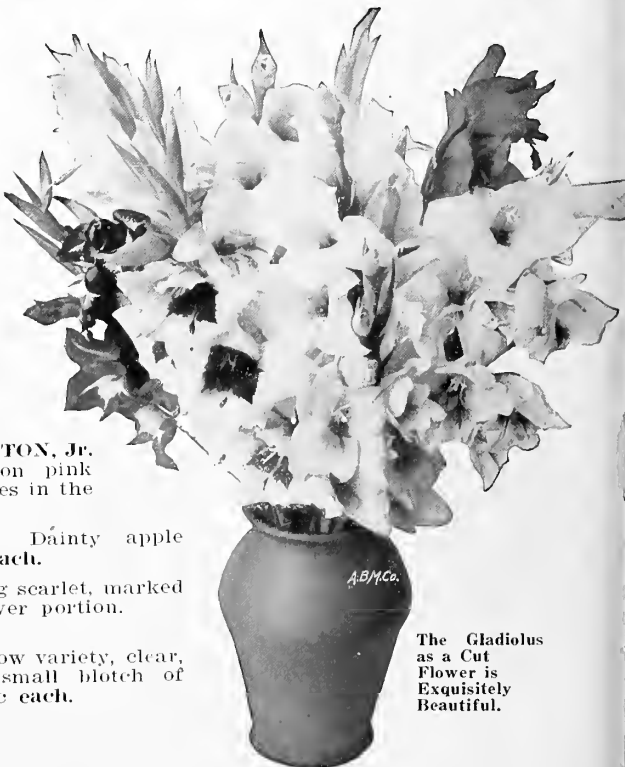 TON, Jr.
on pink
es in the
Dainty apple
ach.
g scarlet, marked
ver portion.
ow variety, clear,
small blotch of
c each.
A.B.M.Co.
The Gladiolus
as a Cut
Flower is
Exquisitely
Beautiful.